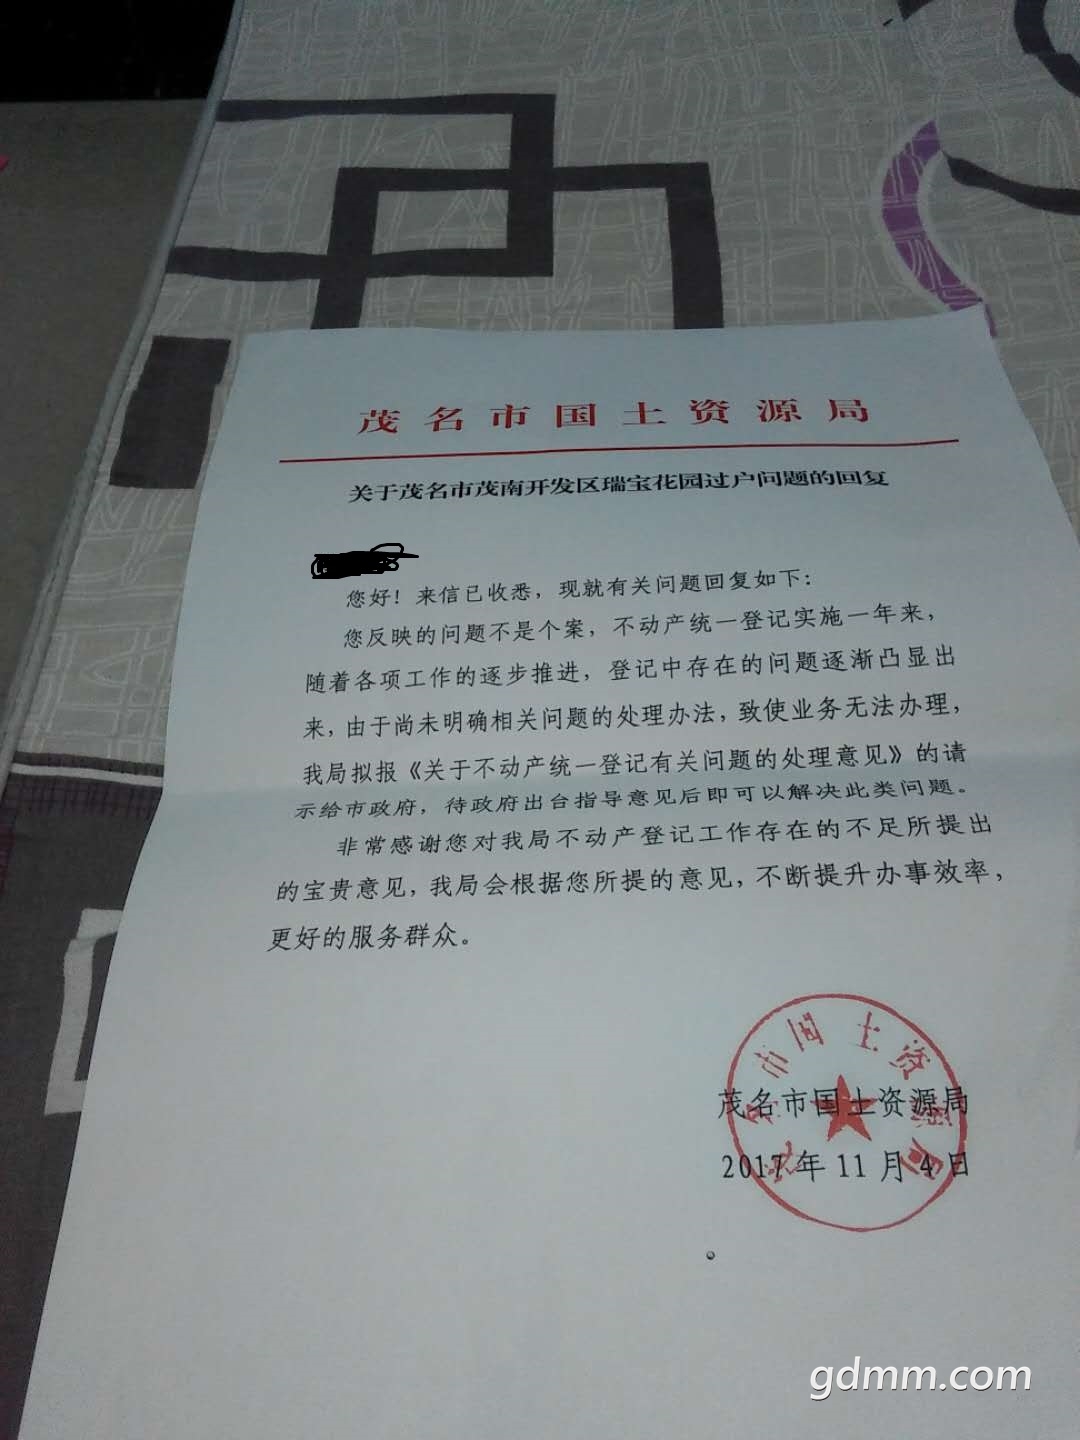 茂名市国土资源局
关于茂名市茂南开发区瑞宝花园过户问题的回复
您好！来信已收悉，现就有关问题回复如下：
您反映的问题不是个案，不动产统一登记实施一年来，
随着各项工作的逐步推进，登记中存在的问题逐渐凸显出
来，由于尚未明确相关问题的处理办法，致使业务无法办理，
我局拟报《关于不动产统一登记有关问题的处理意见》的请
示给市政府，待政府出台指导意见后即可以解决此类问题。
非常感谢您对我局不动产登记工作存在的不足所提出
的宝贵意见，我局会根据您所提的意见，不断提升办事效率，
更好的服务群众。
茂名市国土资源局
茂名市国土资源局
2017年11月4日
gdmm.com